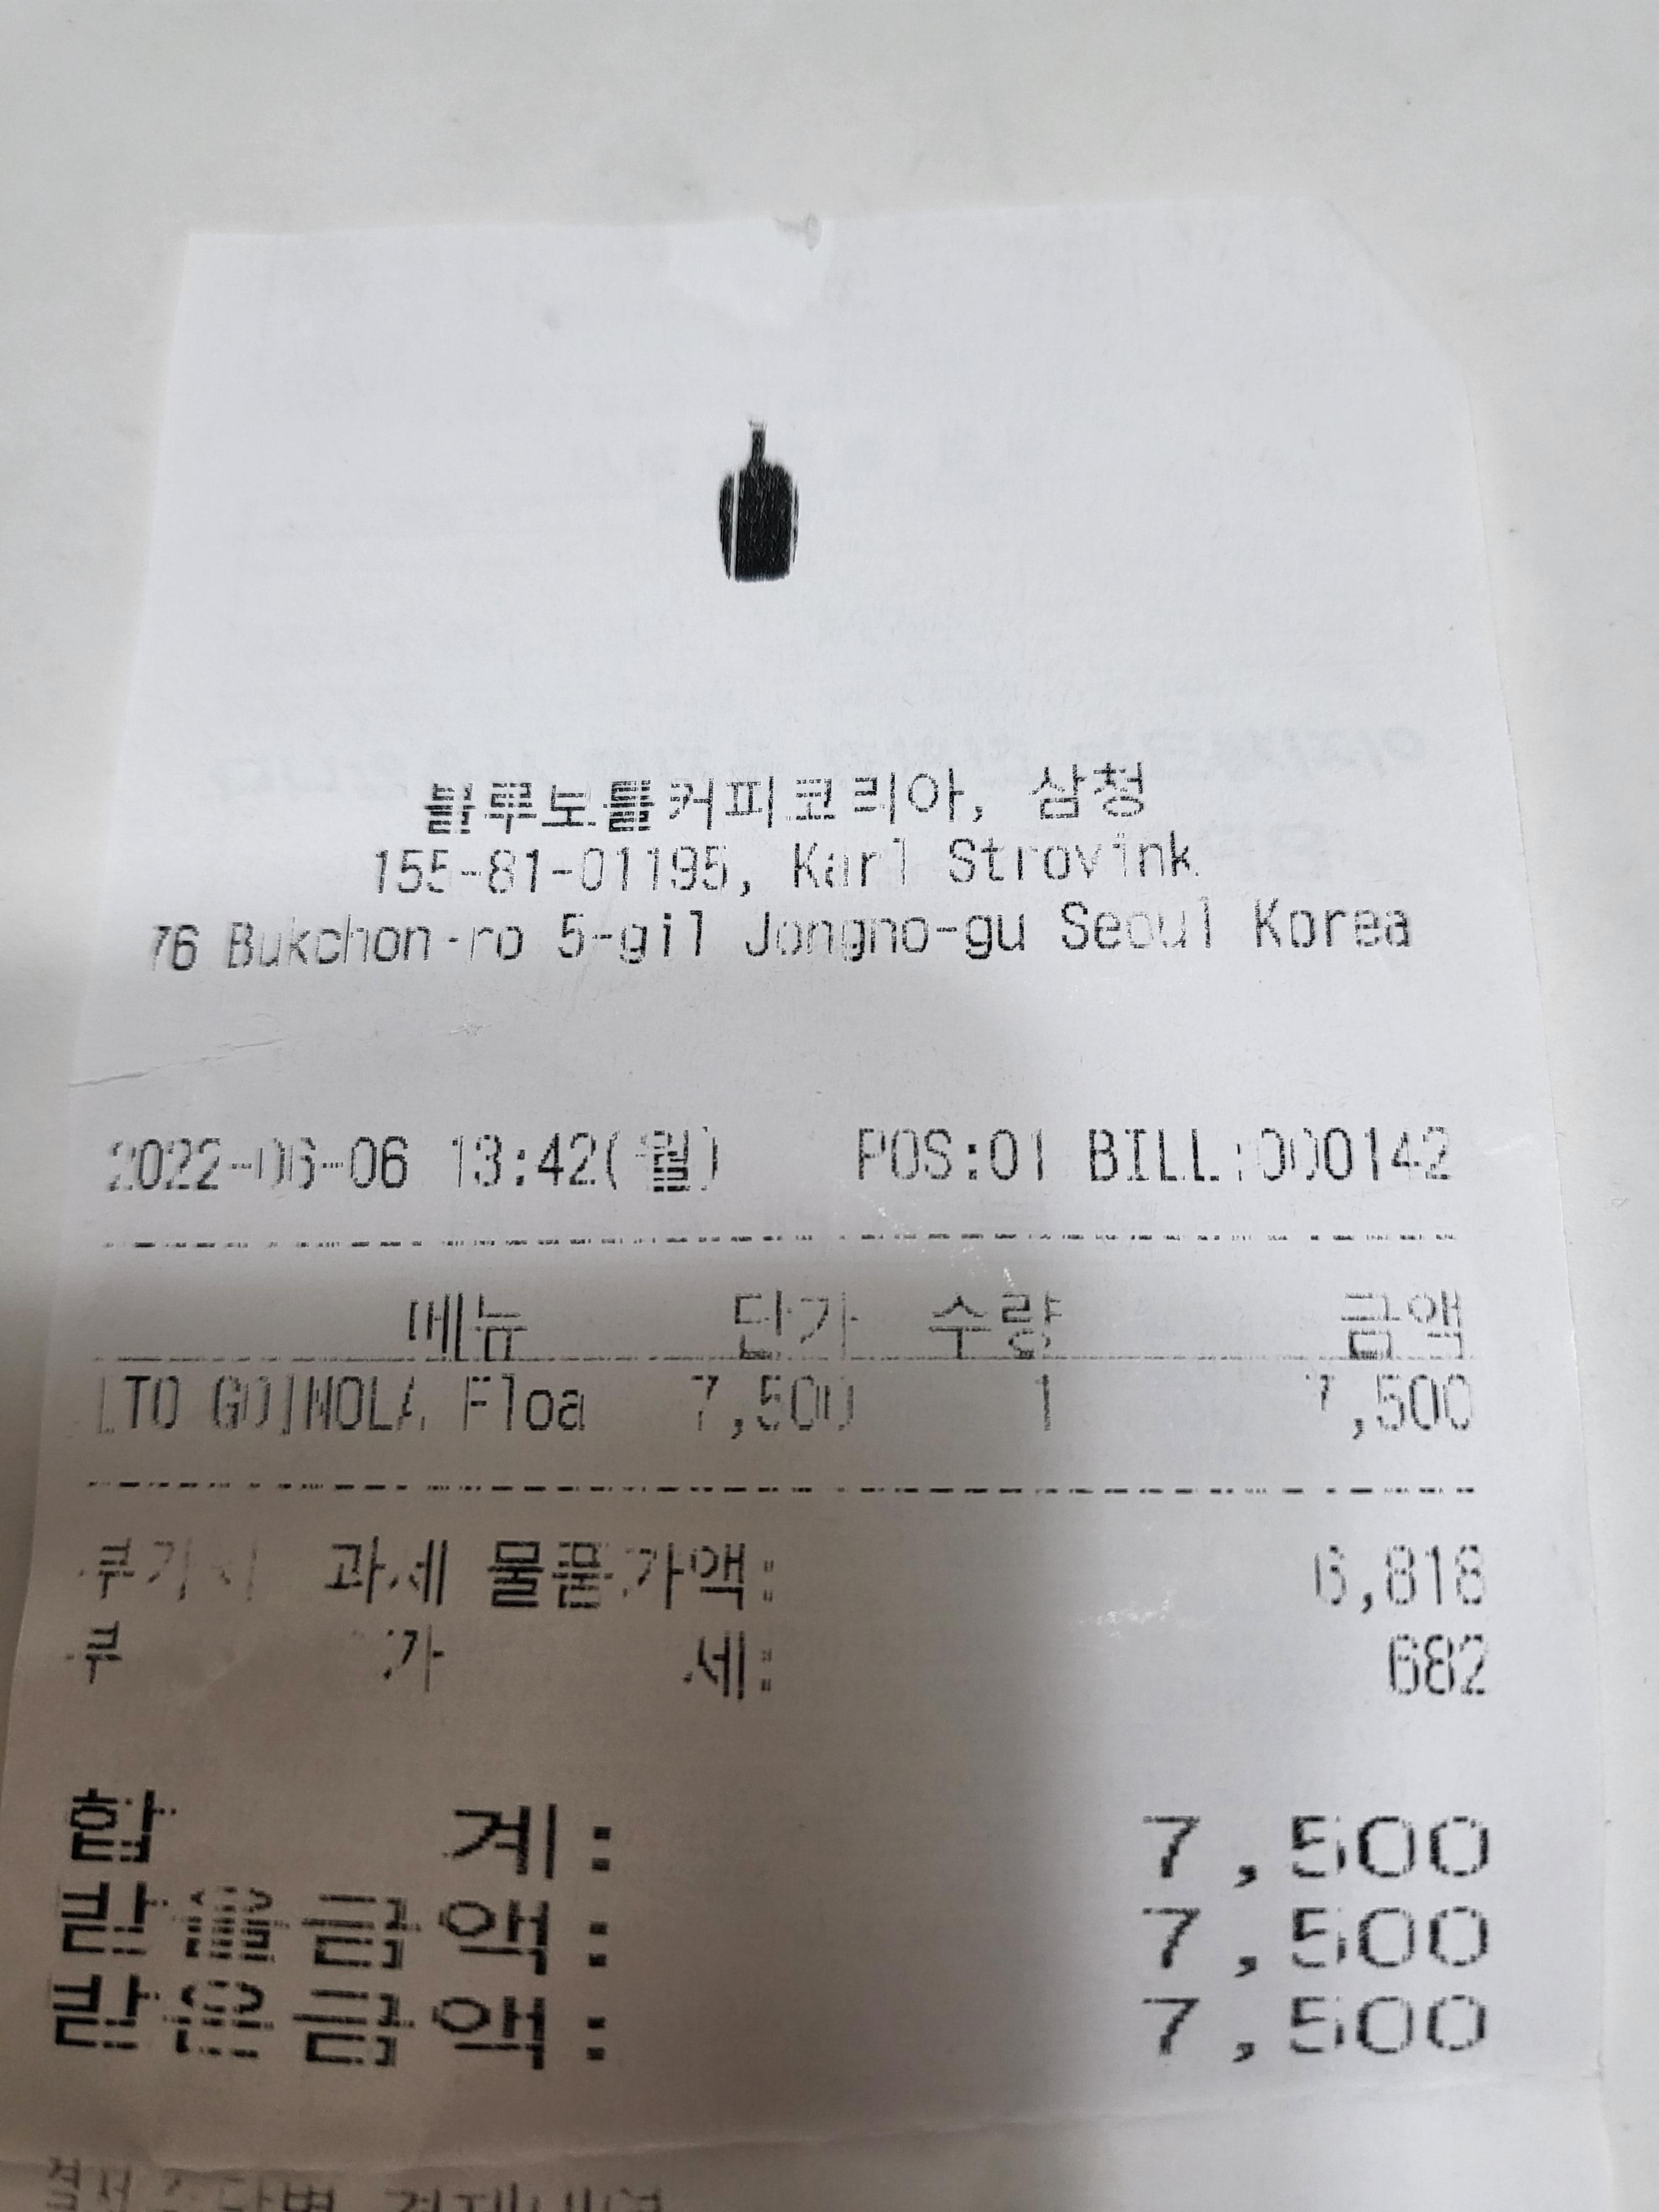 블루보틀커피코리아, 삼청
155-81-01195, Karl Strovink
76 Bukchon-ro 5-gil Jongno-gu Seoul Korea
2022-06-06 13:42(월) POS:01 BILL:000142
메뉴 단가 수량 금액
[TO GO]NOLA Floa 7,500 1 7,500
부가세 과세 물품가액: 6,818
부 가 세: 682
합 계: 7,500
받을금액: 7,500
받은금액: 7,500